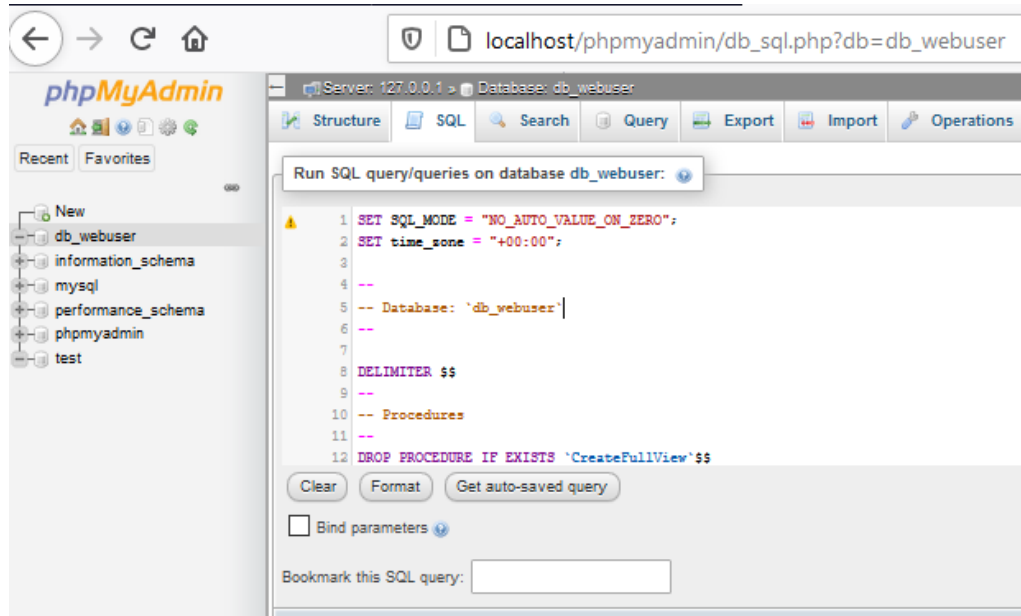 localhost/phpmyadmin/db_sql.php?db=db_webuser
phpMyAdmin
Recent Favorites
New
db_webuser
information_schema
mysql
performance_schema
phpmyadmin
test
Server: 127.0.0.1 » Database: db_webuser
Structure SQL Search Query Export Import Operations
Run SQL query/queries on database db_webuser:
1 SET SQL_MODE = "NO_AUTO_VALUE_ON_ZERO";
2 SET time_zone = "+00:00";
3
4 --
5 -- Database: `db_webuser`
6 --
7
8 DELIMITER $$
9 --
10 -- Procedures
11 --
12 DROP PROCEDURE IF EXISTS `CreateFullView`$$
Clear Format Get auto-saved query
Bind parameters
Bookmark this SQL query: